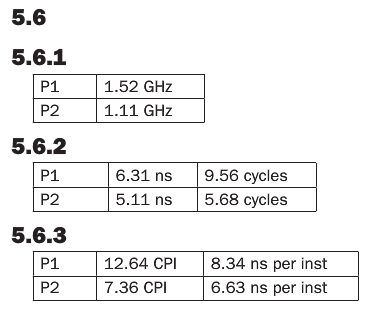 5.6
5.6.1
P1 1.52 GHz
P2 1.11 GHz
5.6.2
P1 6.31 ns 9.56 cycles
P2 5.11 ns 5.68 cycles
5.6.3
P1 12.64 CPI 8.34 ns per inst
P2 7.36 CPI 6.63 ns per inst